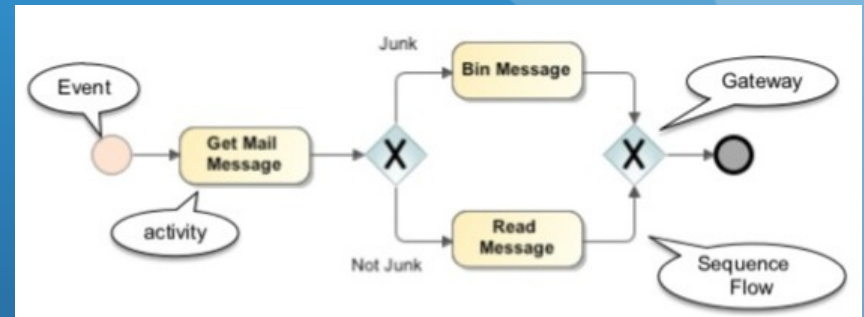 Junk
Bin Message
Event
Gateway
Get Mail
Message
X
X
activity
Read
Message
Not Junk
Sequence
Flow